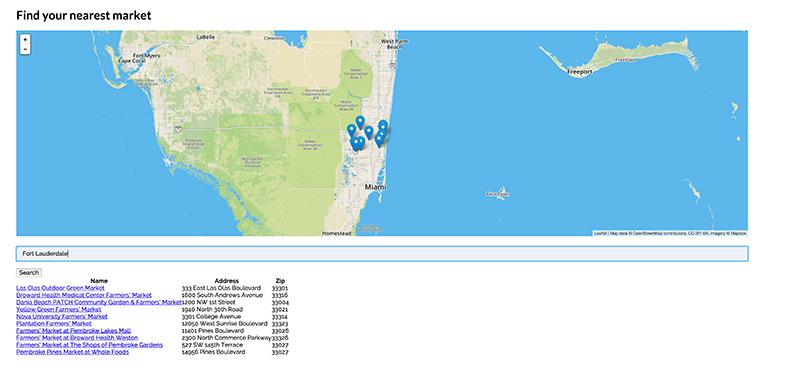 Find your nearest market
+
−
LaBelle
Fort Myers
Cape Coral
West Palm
Beach
Freeport
Miami
Homestead
Leaflet | Map data © OpenStreetMap contributors, CC-BY-SA, Imagery © Mapbox
Fort Lauderdale
Search
Name Address Zip
Las Olas Outdoor Green Market 333 East Las Olas Boulevard 33301
Broward Health Medical Center Farmers' Market 1600 South Andrews Avenue 33316
Dania Beach PATCH Community Garden & Farmers' Market 1200 NW 1st Street 33004
Yellow Green Farmers' Market 1940 North 30th Road 33021
Nova University Farmers' Market 3301 College Avenue 33314
Plantation Farmers' Market 12050 West Sunrise Boulevard 33323
Farmers' Market at Pembroke Lakes Mall 11401 Pines Boulevard 33026
Farmers' Market at Broward Health Weston 2300 North Commerce Parkway 33326
Farmers' Market at The Shops of Pembroke Gardens 527 SW 145th Terrace 33027
Pembroke Pines Market at Whole Foods 14956 Pines Boulevard 33027